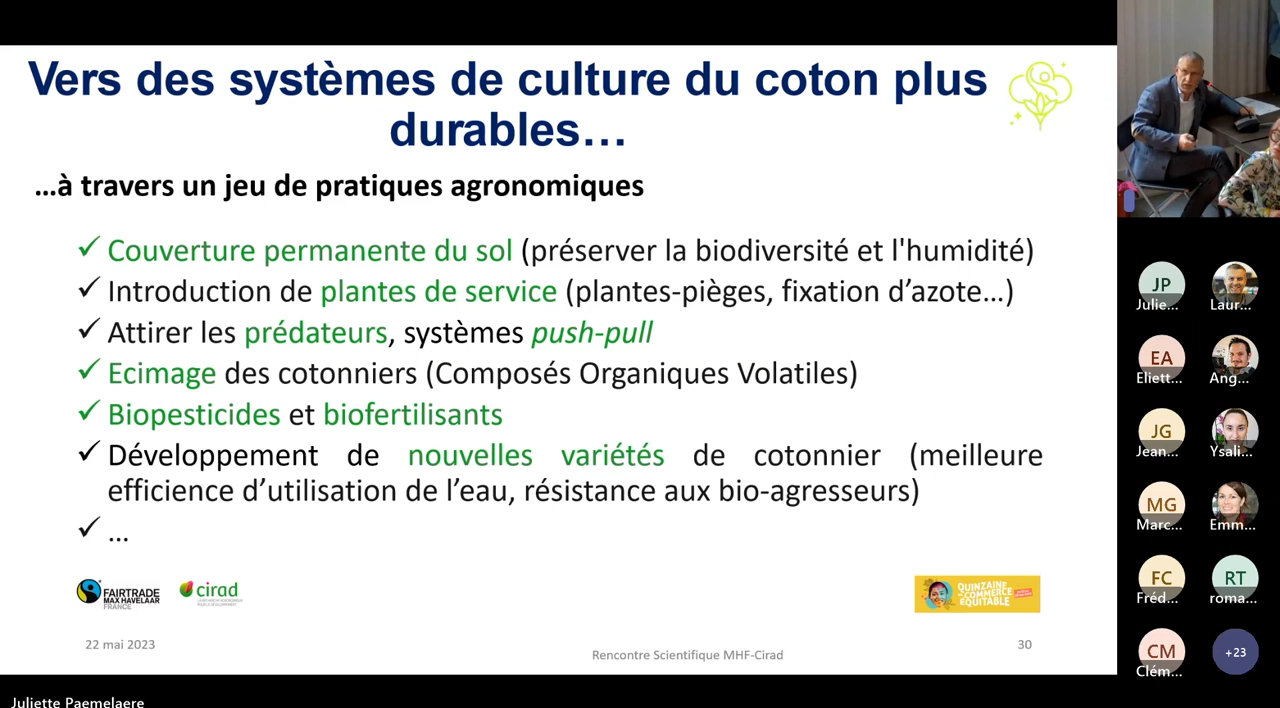 Vers des systèmes de culture du coton plus
durables…
…à travers un jeu de pratiques agronomiques
Couverture permanente du sol (préserver la biodiversité et l'humidité)
Introduction de plantes de service (plantes-pièges, fixation d’azote…)
Attirer les prédateurs, systèmes push-pull
Ecimage des cotonniers (Composés Organiques Volatiles)
Biopesticides et biofertilisants
Développement de nouvelles variétés de cotonnier (meilleure
efficience d’utilisation de l’eau, résistance aux bio-agresseurs)
…
FAIRTRADE
MAX HAVELAAR
FRANCE
cirad
QUINZAINE
COMMERCE
EQUITABLE
22 mai 2023
Rencontre Scientifique MHF-Cirad
30
JP
Julie...
Laur...
EA
Eliett...
Ang...
JG
Jean...
Ysali...
MG
Marc...
Emm...
FC
Fréd...
RT
roma...
CM
Clém...
+23
Juliette Paemelaere